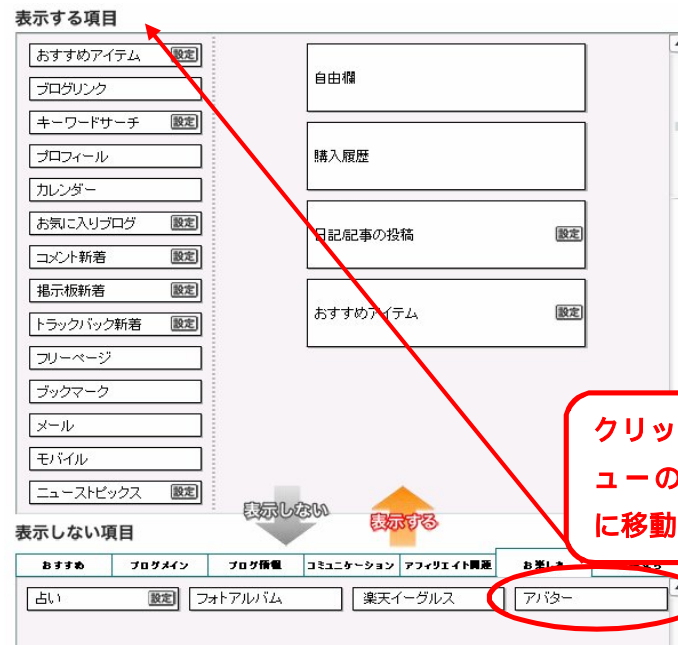 表示する項目
おすすめアイテム 設定
ブログリンク
キーワードサーチ 設定
プロフィール
カレンダー
お気に入りブログ 設定
コメント新着 設定
掲示板新着 設定
トラックバック新着 設定
フリーページ
ブックマーク
メール
モバイル
ニューストピックス 設定
自由欄
購入履歴
日記/記事の投稿 設定
おすすめアイテム 設定
クリッ
ューの
に移動
表示しない
表示する
表示しない項目
おすすめ ブログメイン ブログ情報 コミュニケーション アフィリエイト関連 お楽しみ
占い 設定 フォトアルバム 楽天イーグルス アバター